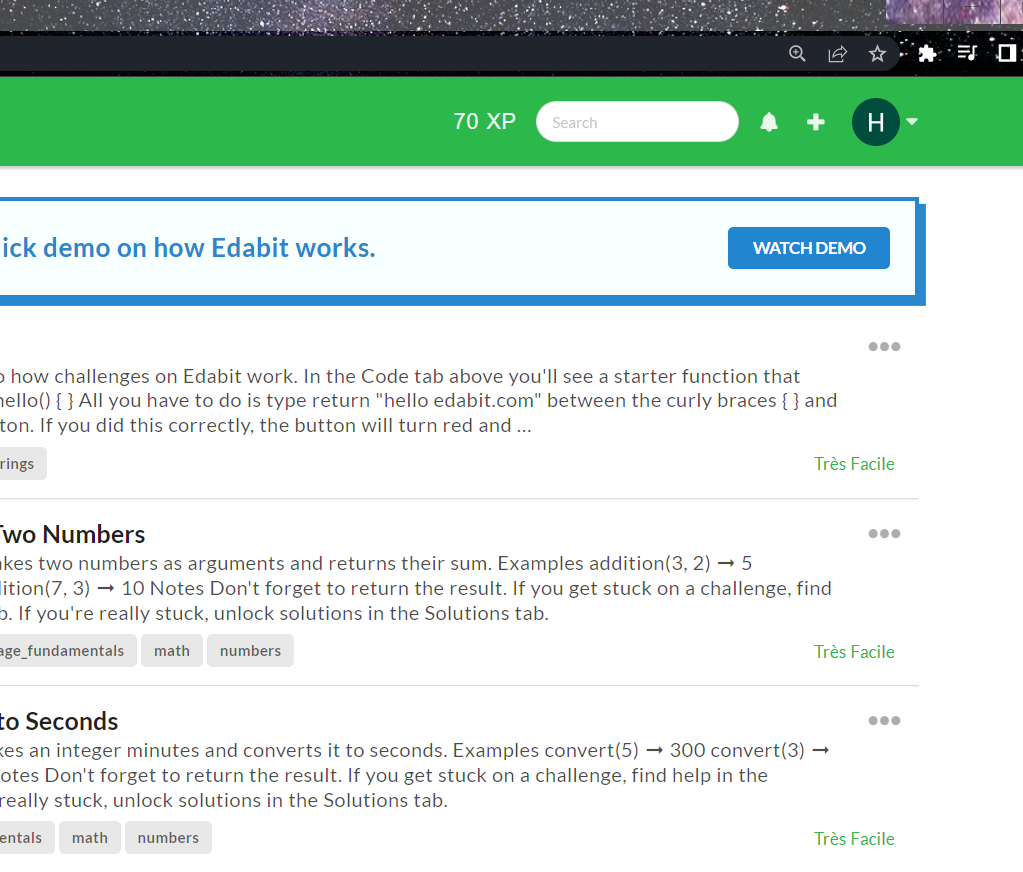 70 XP
Search
H
ick demo on how Edabit works.
WATCH DEMO
how challenges on Edabit work. In the Code tab above you'll see a starter function that
hello() { } All you have to do is type return "hello edabit.com" between the curly braces { } and
ton. If you did this correctly, the button will turn red and ...
rings
Très Facile
Two Numbers
akes two numbers as arguments and returns their sum. Examples addition(3, 2) ➞ 5
dition(7, 3) ➞ 10 Notes Don't forget to return the result. If you get stuck on a challenge, find
b. If you're really stuck, unlock solutions in the Solutions tab.
age_fundamentals
math
numbers
Très Facile
to Seconds
kes an integer minutes and converts it to seconds. Examples convert(5) ➞ 300 convert(3) ➞
otes Don't forget to return the result. If you get stuck on a challenge, find help in the
really stuck, unlock solutions in the Solutions tab.
entals
math
numbers
Très Facile